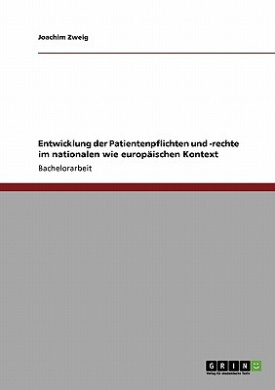 Joachim Zweig
Entwicklung der Patientenpflichten und -rechte
im nationalen wie europäischen Kontext
Bachelorarbeit
GRIN
Verlag für akademische Texte